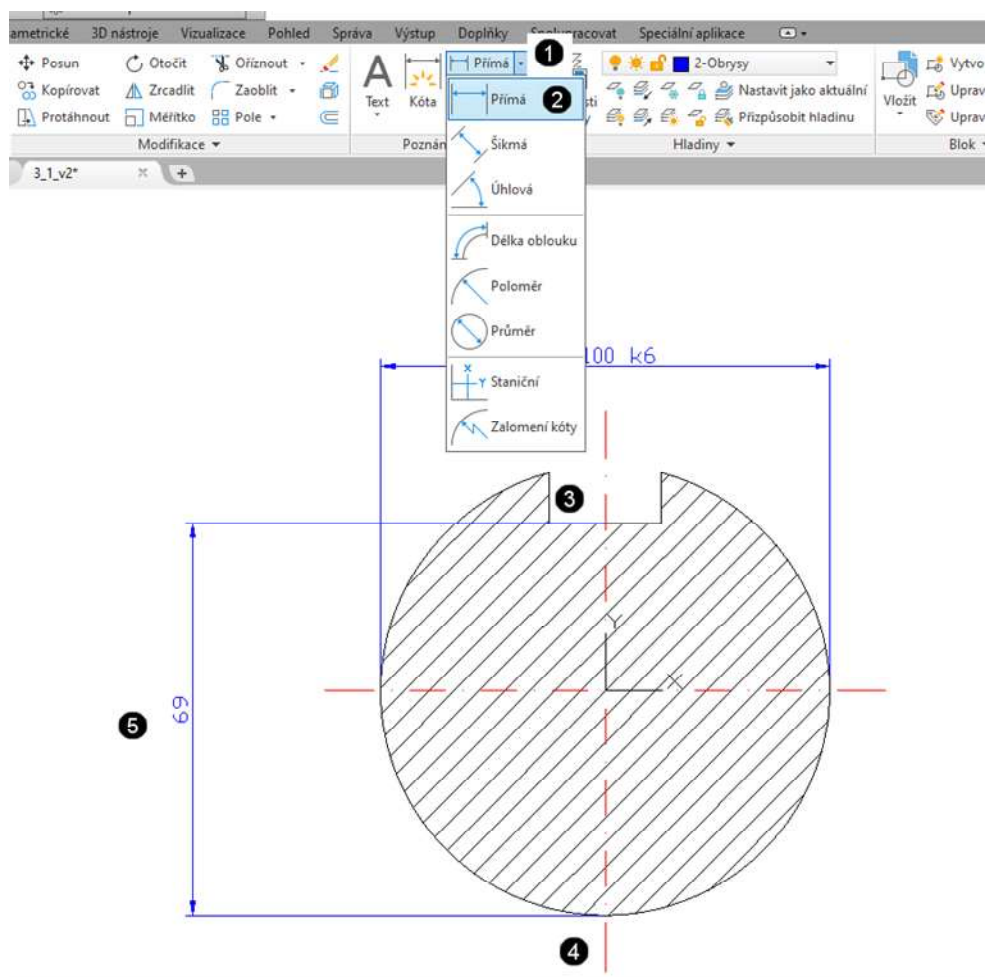 ametrické 3D nástroje Vizualizace Pohled Správa Výstup Doplňky Spolupracovat Speciální aplikace
Posun Otočit Oříznout Přímá 1 2-Obrysy Vytvo
Kopírovat Zrcadlit Zaoblit Text Kóta Nastavit jako aktuální Vložit Uprav
Protáhnout Měřítko Pole Přizpůsobit hladinu Uprav
Modifikace Poznán Hladiny Blok
3_1_v2*
Přímá 2
Šikmá
Úhlová
Délka oblouku
Poloměr
Průměr
X
Y Staniční
Zalomení kóty
100 k6
3
Y
X
69
5
4